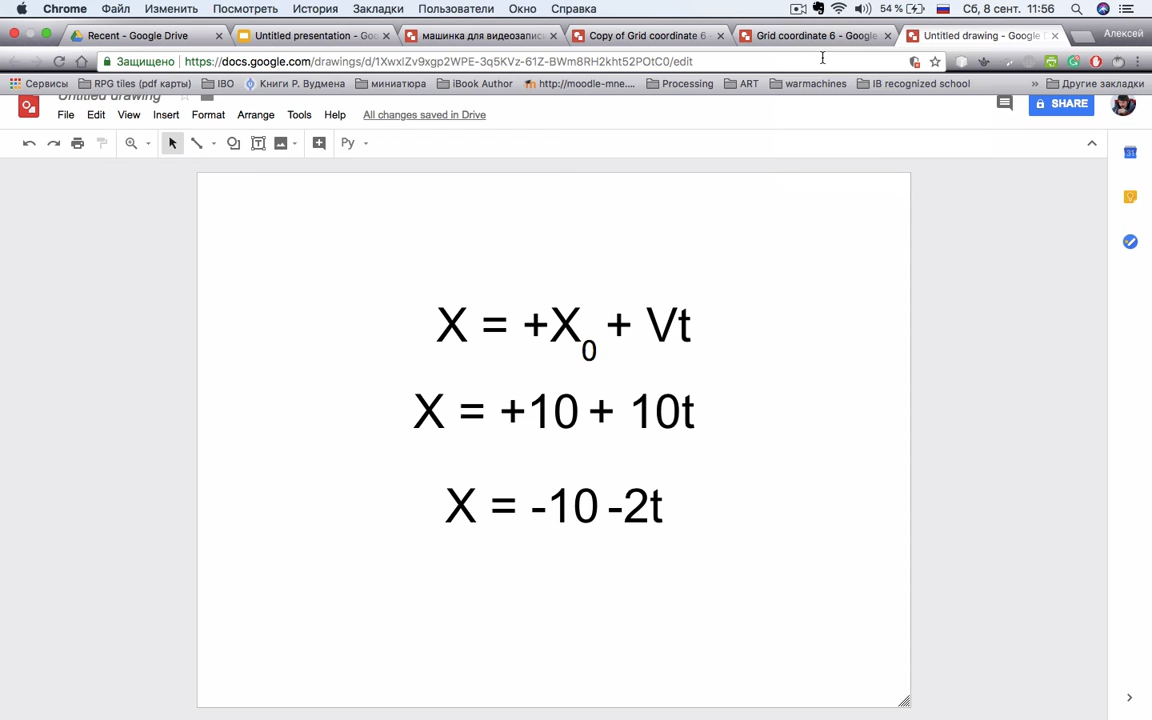 Chrome Файл Изменить Посмотреть История Закладки Пользователи Окно Справка 54 % Сб, 8 сент. 11:56
Recent - Google Drive Untitled presentation - Goo машинка для видеозапис Copy of Grid coordinate 6 - Grid coordinate 6 - Google Untitled drawing - Google Алексей
Защищено https://docs.google.com/drawings/d/1XwxlZv9xgp2WPE-3q5KVz-61Z-BWm8RH2kht52POtC0/edit
Сервисы RPG tiles (pdf карты) IBO Книги Р. Вудмена миниатюра iBook Author http://moodle-mne.... Processing ART warmachines IB recognized school » Другие закладки
Untitled drawing
SHARE
File Edit View Insert Format Arrange Tools Help All changes saved in Drive
Py
31
X = +X₀ + Vt
X = +10 + 10t
X = -10 -2t